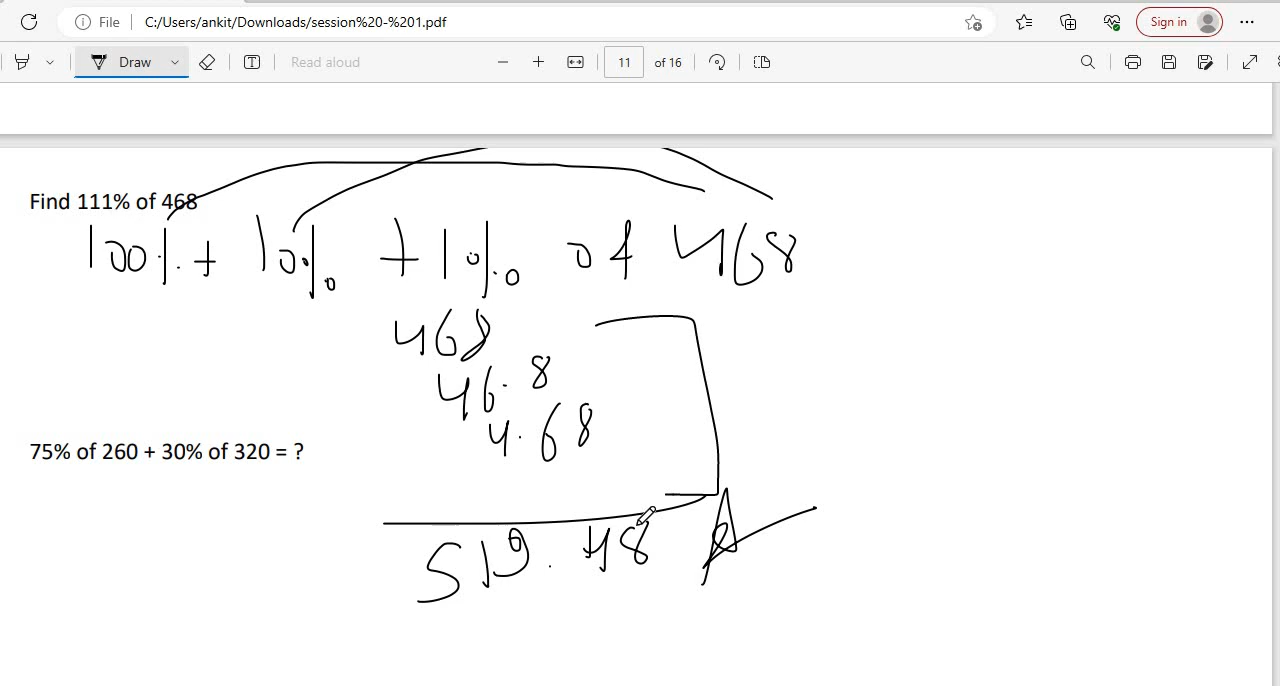 File C:/Users/ankit/Downloads/session%20-%201.pdf Sign in
Draw Read aloud 11 of 16
Find 111% of 468
100% + 10% + 1% of 468
468
46.8
4.68
75% of 260 + 30% of 320 = ?
519.48